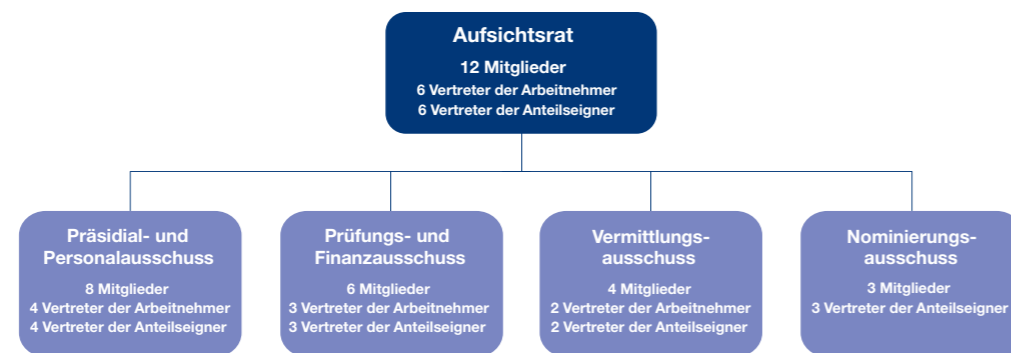 Aufsichtsrat
12 Mitglieder
6 Vertreter der Arbeitnehmer
6 Vertreter der Anteilseigner
Präsidial- und
Personalausschuss
8 Mitglieder
4 Vertreter der Arbeitnehmer
4 Vertreter der Anteilseigner
Prüfungs- und
Finanzausschuss
6 Mitglieder
3 Vertreter der Arbeitnehmer
3 Vertreter der Anteilseigner
Vermittlungs-
ausschuss
4 Mitglieder
2 Vertreter der Arbeitnehmer
2 Vertreter der Anteilseigner
Nominierungs-
ausschuss
3 Mitglieder
3 Vertreter der Anteilseigner